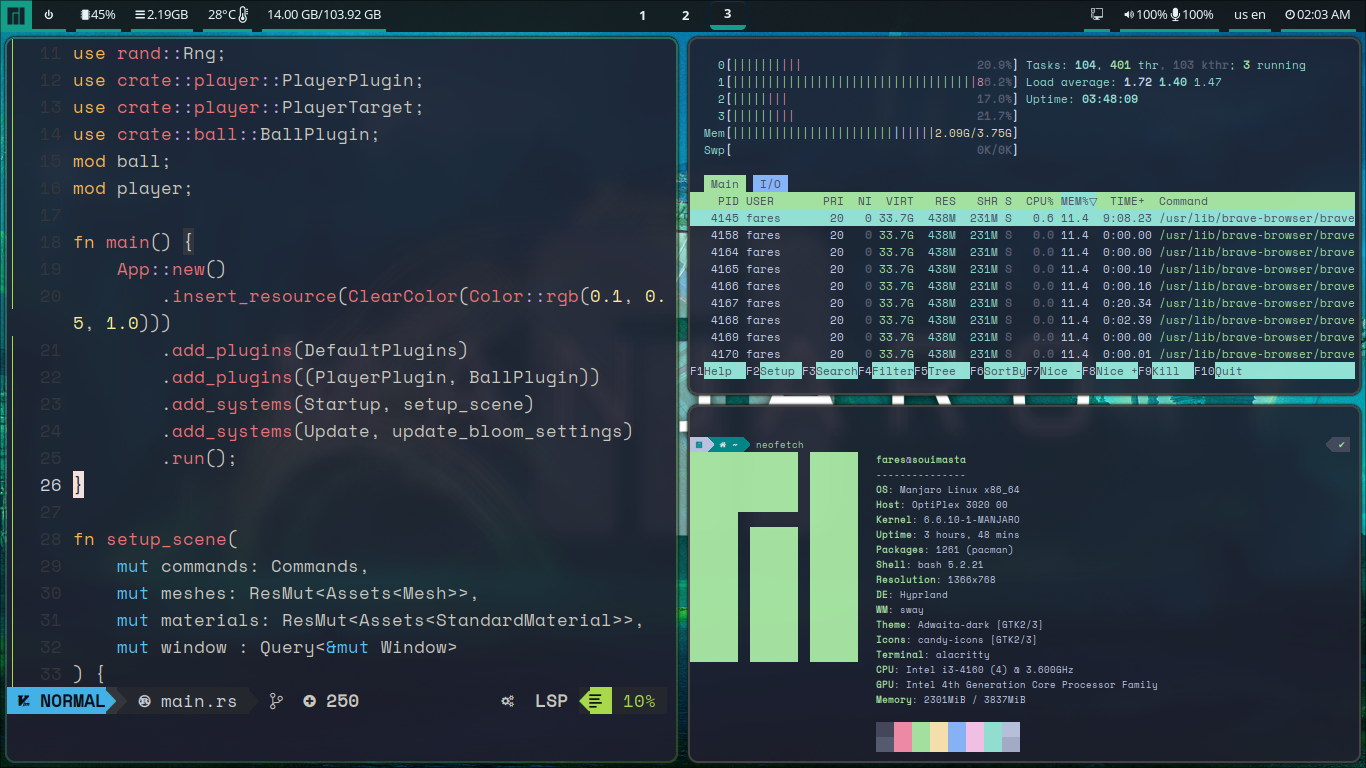 45% 2.19GB 28°C 14.00 GB/103.92 GB
1 2 3
100% 100% us en 02:03 AM
11 use rand::Rng;
12 use crate::player::PlayerPlugin;
13 use crate::player::PlayerTarget;
14 use crate::ball::BallPlugin;
15 mod ball;
16 mod player;
17
18 fn main() {
19 App::new()
20 .insert_resource(ClearColor(Color::rgb(0.1, 0.
5, 1.0)))
21 .add_plugins(DefaultPlugins)
22 .add_plugins((PlayerPlugin, BallPlugin))
23 .add_systems(Startup, setup_scene)
24 .add_systems(Update, update_bloom_settings)
25 .run();
26 }
27
28 fn setup_scene(
29 mut commands: Commands,
30 mut meshes: ResMut<Assets<Mesh>>,
31 mut materials: ResMut<Assets<StandardMaterial>>,
32 mut window : Query<&mut Window>
33 ) {
NORMAL main.rs 250 LSP 10%
0[|||||||||| 20.9%] Tasks: 104, 401 thr, 103 kthr; 3 running
1[||||||||||||||||||||||||||||||||||86.2%] Load average: 1.72 1.40 1.47
2[|||||||| 17.0%] Uptime: 03:48:09
3[||||||||| 21.7%]
Mem[|||||||||||||||||||||||||||||2.09G/3.75G]
Swp[ 0K/0K]
Main I/O
PID USER PRI NI VIRT RES SHR S CPU% MEM%▽ TIME+ Command
4145 fares 20 0 33.7G 438M 231M S 0.6 11.4 9:08.23 /usr/lib/brave-browser/brave
4158 fares 20 0 33.7G 438M 231M S 0.0 11.4 0:00.00 /usr/lib/brave-browser/brave
4164 fares 20 0 33.7G 438M 231M S 0.0 11.4 0:00.00 /usr/lib/brave-browser/brave
4165 fares 20 0 33.7G 438M 231M S 0.0 11.4 0:00.10 /usr/lib/brave-browser/brave
4166 fares 20 0 33.7G 438M 231M S 0.0 11.4 0:00.16 /usr/lib/brave-browser/brave
4167 fares 20 0 33.7G 438M 231M S 0.0 11.4 0:20.34 /usr/lib/brave-browser/brave
4168 fares 20 0 33.7G 438M 231M S 0.0 11.4 0:02.39 /usr/lib/brave-browser/brave
4169 fares 20 0 33.7G 438M 231M S 0.0 11.4 0:00.00 /usr/lib/brave-browser/brave
4170 fares 20 0 33.7G 438M 231M S 0.0 11.4 0:00.01 /usr/lib/brave-browser/brave
F1Help F2Setup F3SearchF4FilterF5Tree F6SortByF7Nice -F8Nice +F9Kill F10Quit
~ neofetch ✔
fares@souimasta
---------------
OS: Manjaro Linux x86_64
Host: OptiPlex 3020 00
Kernel: 6.6.10-1-MANJARO
Uptime: 3 hours, 48 mins
Packages: 1261 (pacman)
Shell: bash 5.2.21
Resolution: 1366x768
DE: Hyprland
WM: sway
Theme: Adwaita-dark [GTK2/3]
Icons: candy-icons [GTK2/3]
Terminal: alacritty
CPU: Intel i3-4160 (4) @ 3.600GHz
GPU: Intel 4th Generation Core Processor Family
Memory: 2301MiB / 3837MiB